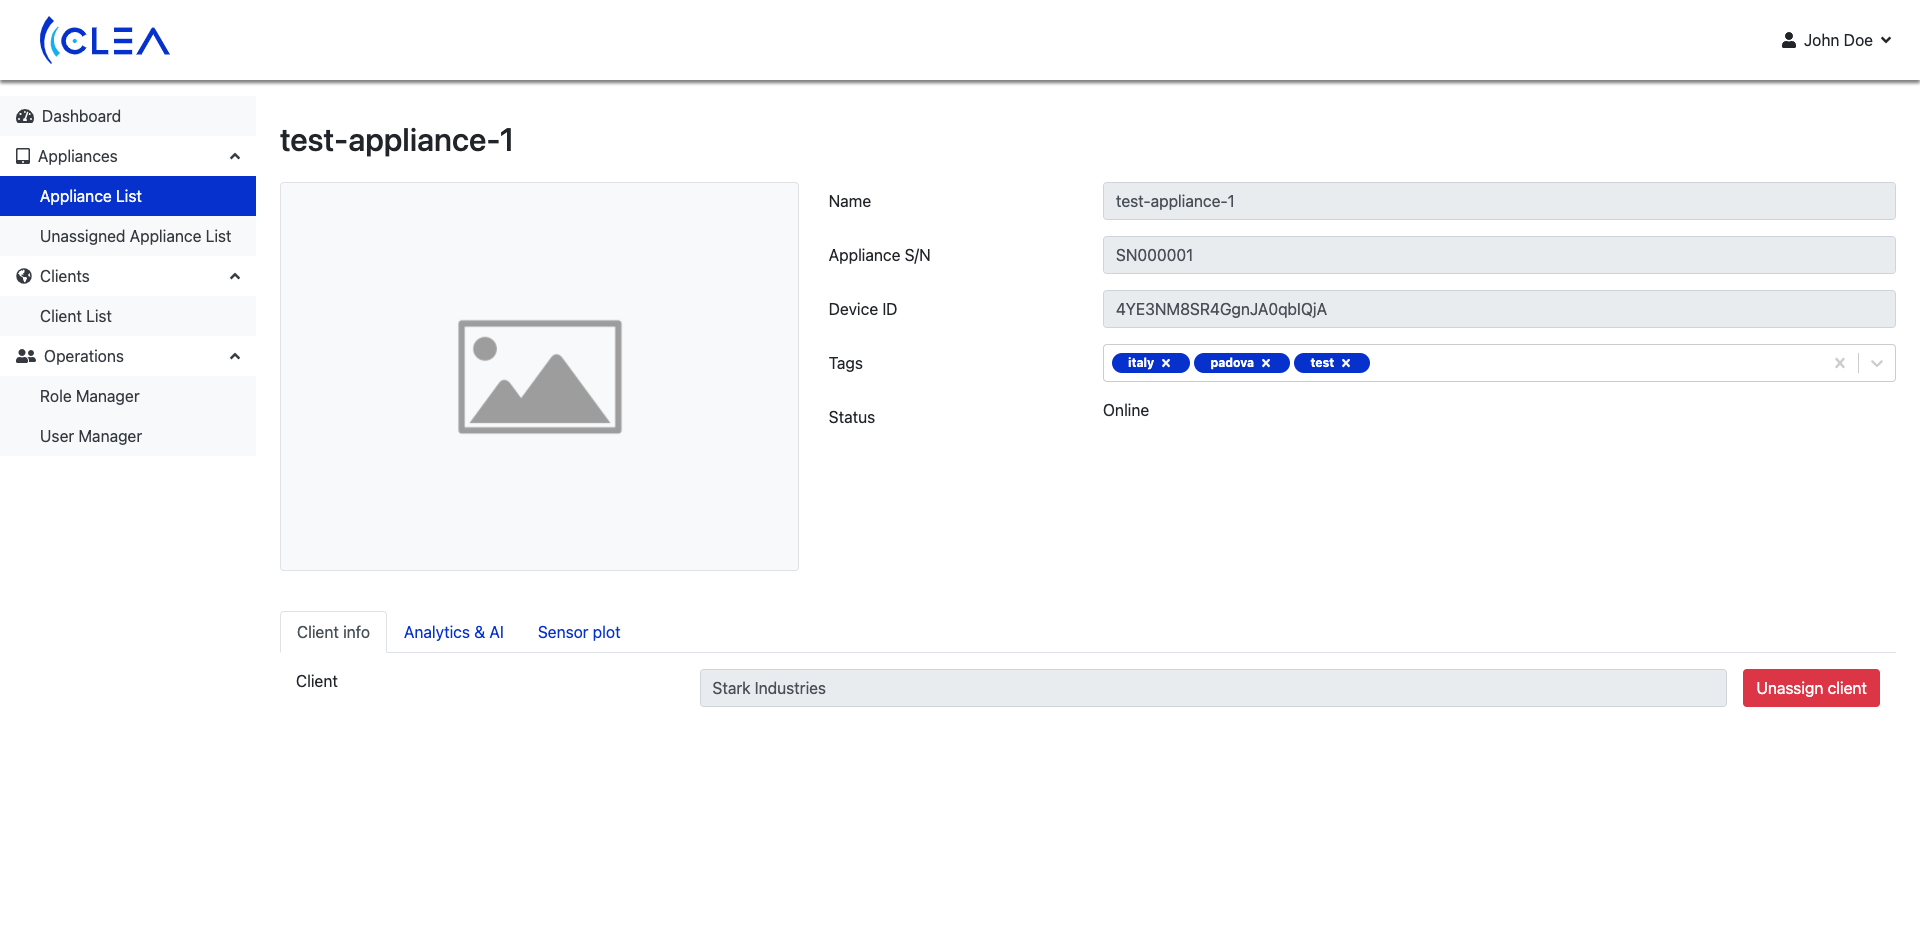 CLEA
John Doe
Dashboard
Appliances
Appliance List
Unassigned Appliance List
Clients
Client List
Operations
Role Manager
User Manager
test-appliance-1
Name
test-appliance-1
Appliance S/N
SN000001
Device ID
4YE3NM8SR4GgnJA0qbIQjA
Tags
italy padova test
Status
Online
Client info Analytics & AI Sensor plot
Client
Stark Industries
Unassign client